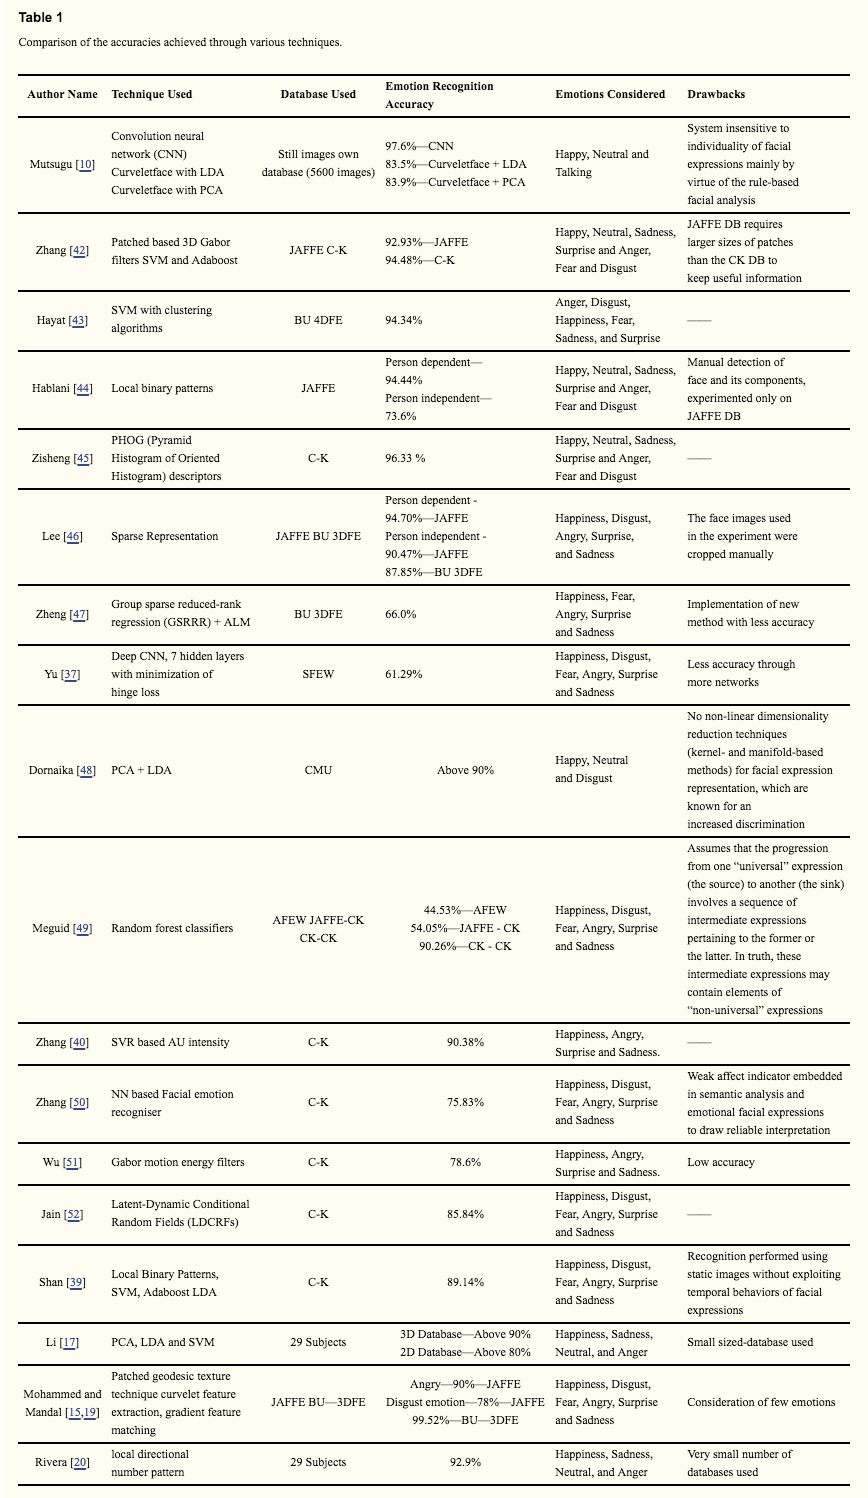 Table 1
Comparison of the accuracies achieved through various techniques.
Author Name Technique Used Database Used Emotion Recognition Accuracy Emotions Considered Drawbacks
Mutsugu [10]
Convolution neural
network (CNN)
Curveletface with LDA
Curveletface with PCA
Still images own
database (5600 images)
97.6%—CNN
83.5%—Curveletface + LDA
83.9%—Curveletface + PCA
Happy, Neutral and
Talking
System insensitive to
individuality of facial
expressions mainly by
virtue of the rule-based
facial analysis
Zhang [42]
Patched based 3D Gabor
filters SVM and Adaboost
JAFFE C-K
92.93%—JAFFE
94.48%—C-K
Happy, Neutral, Sadness,
Surprise and Anger,
Fear and Disgust
JAFFE DB requires
larger sizes of patches
than the CK DB to
keep useful information
Hayat [43]
SVM with clustering
algorithms
BU 4DFE
94.34%
Anger, Disgust,
Happiness, Fear,
Sadness, and Surprise
——
Hablani [44]
Local binary patterns
JAFFE
Person dependent—
94.44%
Person independent—
73.6%
Happy, Neutral, Sadness,
Surprise and Anger,
Fear and Disgust
Manual detection of
face and its components,
experimented only on
JAFFE DB
Zisheng [45]
PHOG (Pyramid
Histogram of Oriented
Histogram) descriptors
C-K
96.33 %
Happy, Neutral, Sadness,
Surprise and Anger,
Fear and Disgust
——
Lee [46]
Sparse Representation
JAFFE BU 3DFE
Person dependent -
94.70%—JAFFE
Person independent -
90.47%—JAFFE
87.85%—BU 3DFE
Happiness, Disgust,
Angry, Surprise,
and Sadness
The face images used
in the experiment were
cropped manually
Zheng [47]
Group sparse reduced-rank
regression (GSRRR) + ALM
BU 3DFE
66.0%
Happiness, Fear,
Angry, Surprise
and Sadness
Implementation of new
method with less accuracy
Yu [37]
Deep CNN, 7 hidden layers
with minimization of
hinge loss
SFEW
61.29%
Happiness, Disgust,
Fear, Angry, Surprise
and Sadness
Less accuracy through
more networks
Dornaika [48]
PCA + LDA
CMU
Above 90%
Happy, Neutral
and Disgust
No non-linear dimensionality
reduction techniques
(kernel- and manifold-based
methods) for facial expression
representation, which are
known for an
increased discrimination
Meguid [49]
Random forest classifiers
AFEW JAFFE-CK
CK-CK
44.53%—AFEW
54.05%—JAFFE - CK
90.26%—CK - CK
Happiness, Disgust,
Fear, Angry, Surprise
and Sadness
Assumes that the progression
from one “universal” expression
(the source) to another (the sink)
involves a sequence of
intermediate expressions
pertaining to the former or
the latter. In truth, these
intermediate expressions may
contain elements of
“non-universal” expressions
Zhang [40]
SVR based AU intensity
C-K
90.38%
Happiness, Angry,
Surprise and Sadness.
——
Zhang [50]
NN based Facial emotion
recogniser
C-K
75.83%
Happiness, Disgust,
Fear, Angry, Surprise
and Sadness
Weak affect indicator embedded
in semantic analysis and
emotional facial expressions
to draw reliable interpretation
Wu [51]
Gabor motion energy filters
C-K
78.6%
Happiness, Angry,
Surprise and Sadness.
Low accuracy
Jain [52]
Latent-Dynamic Conditional
Random Fields (LDCRFs)
C-K
85.84%
Happiness, Disgust,
Fear, Angry, Surprise
and Sadness
——
Shan [39]
Local Binary Patterns,
SVM, Adaboost LDA
C-K
89.14%
Happiness, Disgust,
Fear, Angry, Surprise
and Sadness
Recognition performed using
static images without exploiting
temporal behaviors of facial
expressions
Li [17]
PCA, LDA and SVM
29 Subjects
3D Database—Above 90%
2D Database—Above 80%
Happiness, Sadness,
Neutral, and Anger
Small sized-database used
Mohammed and
Mandal [15,19]
Patched geodesic texture
technique curvelet feature
extraction, gradient feature
matching
JAFFE BU—3DFE
Angry—90%—JAFFE
Disgust emotion—78%—JAFFE
99.52%—BU—3DFE
Happiness, Disgust,
Fear, Angry, Surprise
and Sadness
Consideration of few emotions
Rivera [20]
local directional
number pattern
29 Subjects
92.9%
Happiness, Sadness,
Neutral, and Anger
Very small number of
databases used